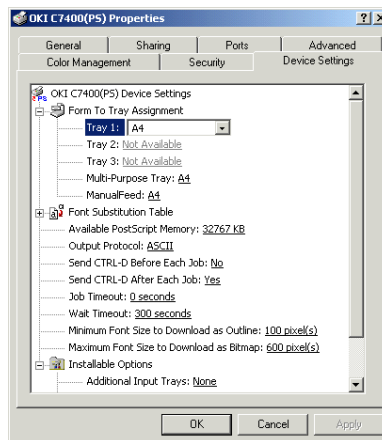 OKI C7400(PS) Properties
General Sharing Ports Advanced
Color Management Security Device Settings
OKI C7400(PS) Device Settings
Form To Tray Assignment
Tray 1: A4
Tray 2: Not Available
Tray 3: Not Available
Multi-Purpose Tray: A4
ManualFeed: A4
Font Substitution Table
Available PostScript Memory: 32767 KB
Output Protocol: ASCII
Send CTRL-D Before Each Job: No
Send CTRL-D After Each Job: Yes
Job Timeout: 0 seconds
Wait Timeout: 300 seconds
Minimum Font Size to Download as Outline: 100 pixel(s)
Maximum Font Size to Download as Bitmap: 600 pixel(s)
Installable Options
Additional Input Trays: None
OK Cancel Apply